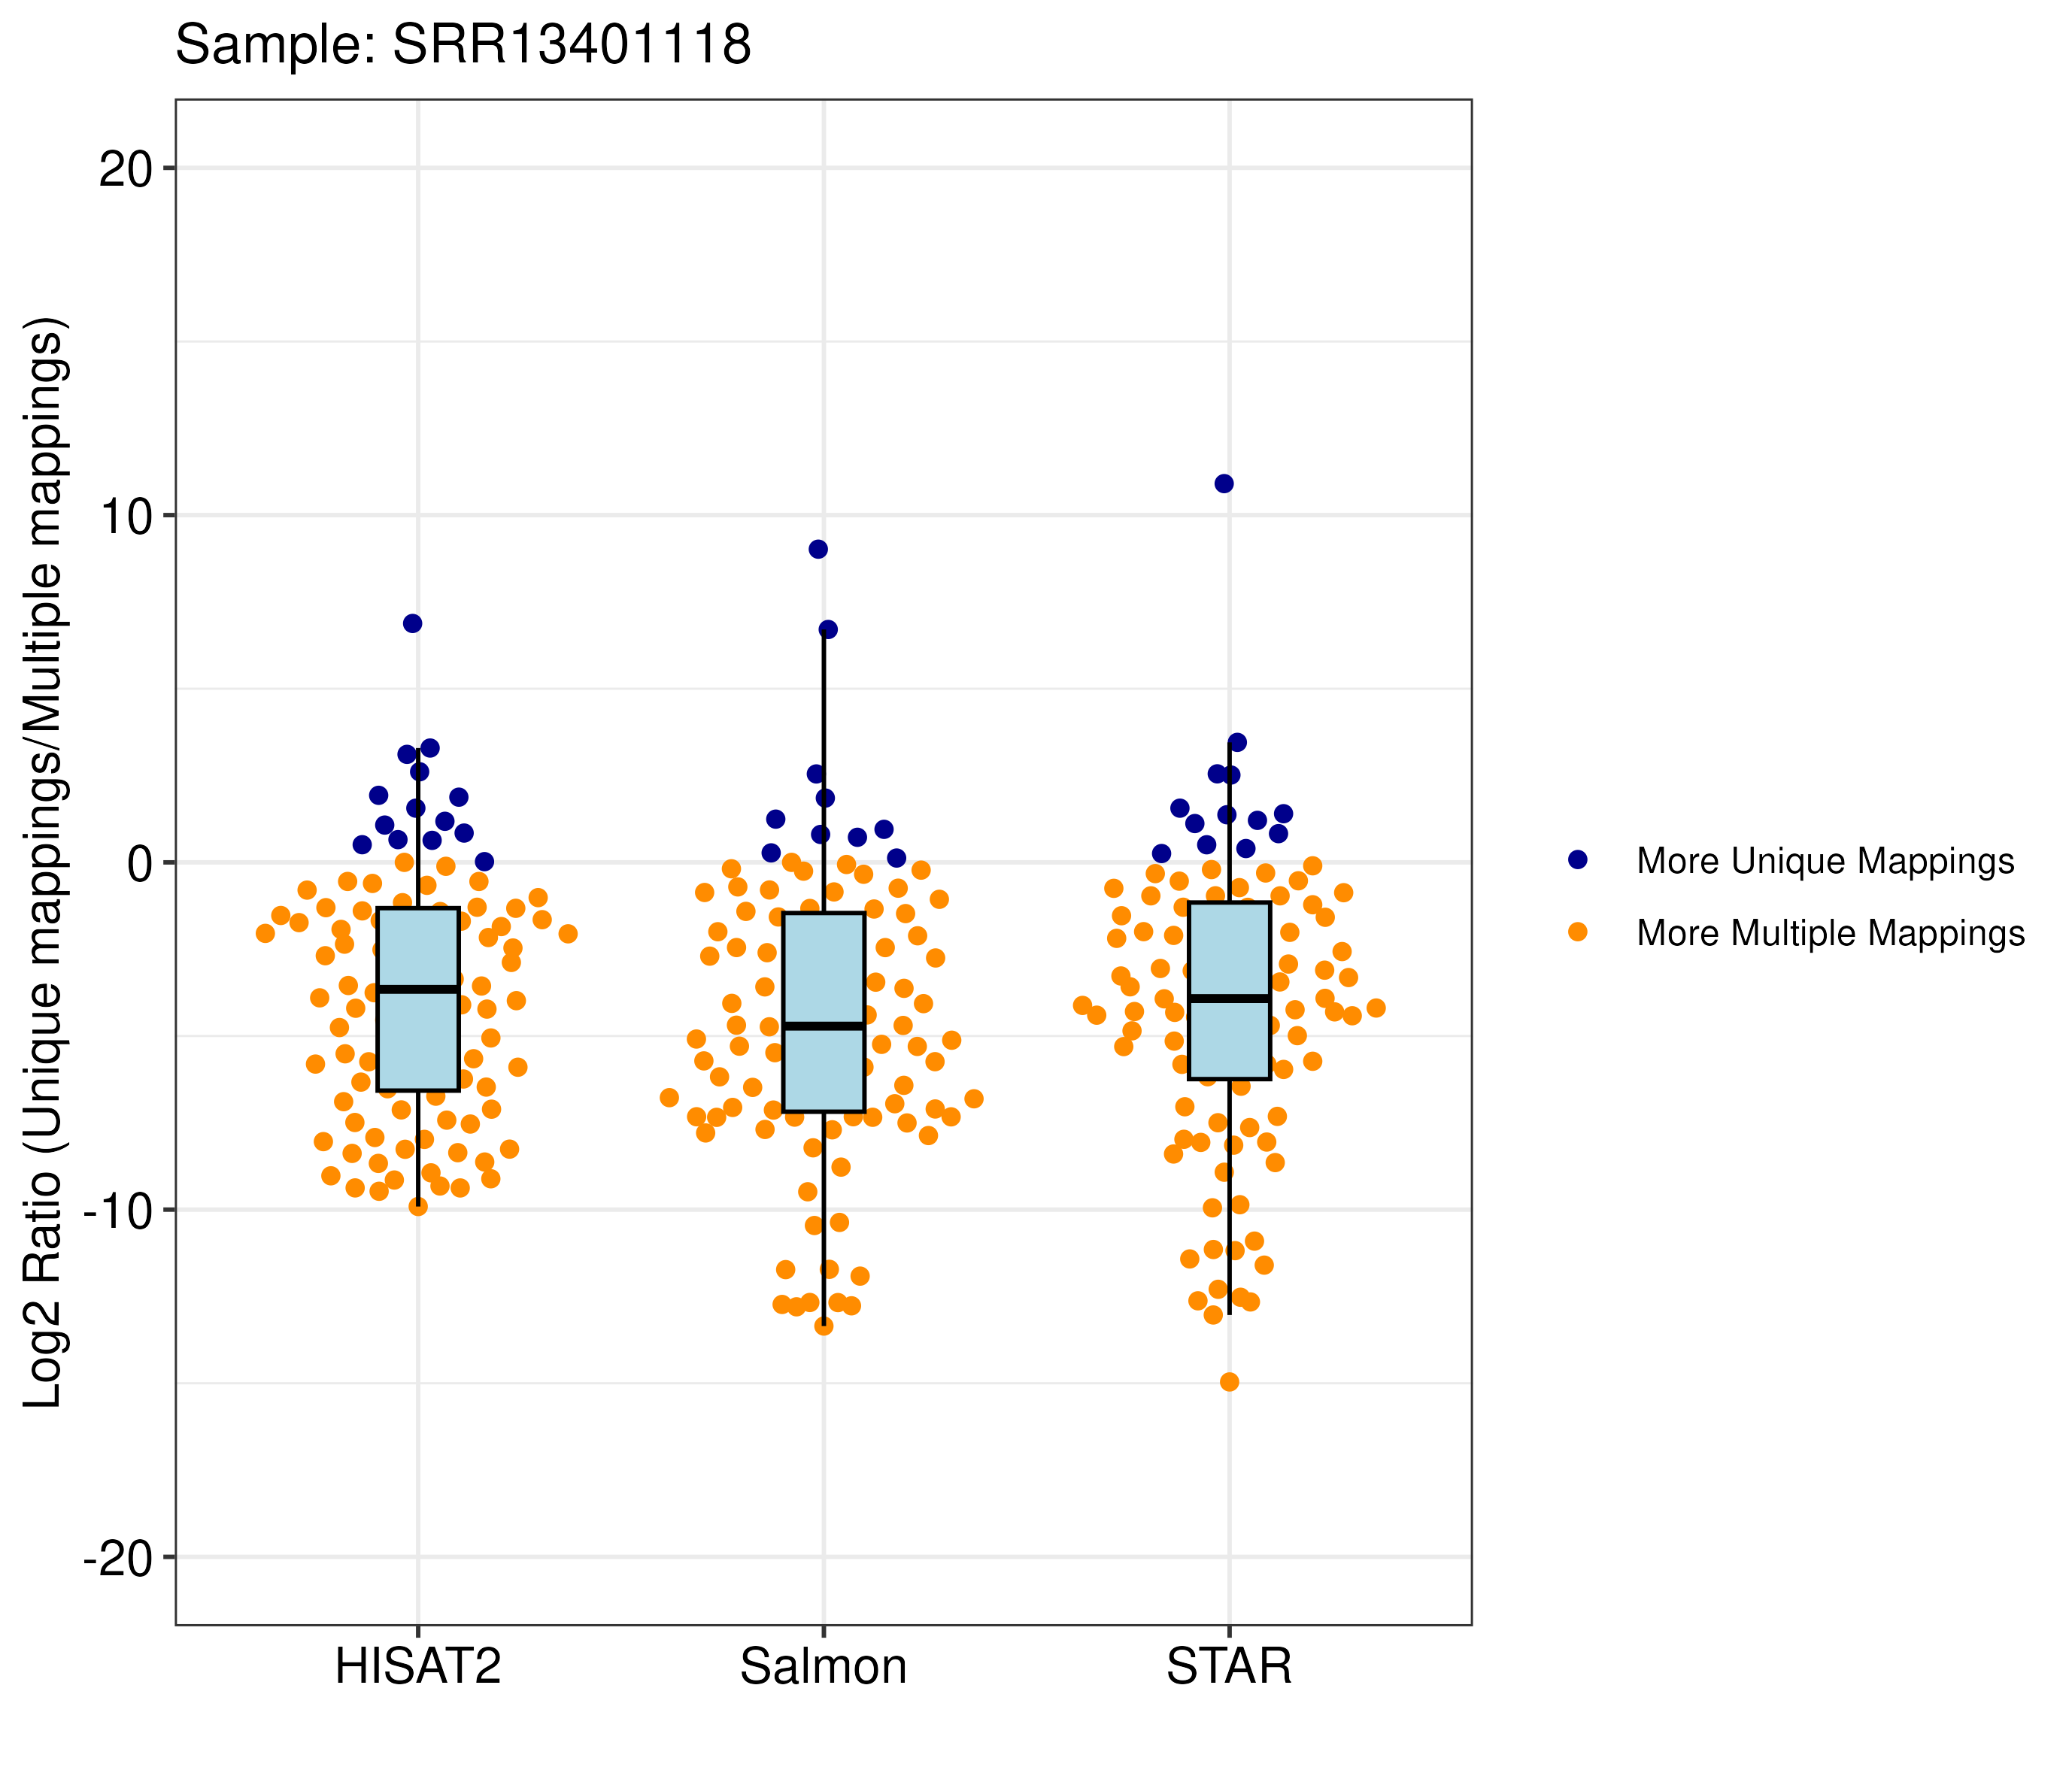 Sample: SRR13401118
Log2 Ratio (Unique mappings/Multiple mappings)
20
10
0
-10
-20
HISAT2
Salmon
STAR
More Unique Mappings
More Multiple Mappings